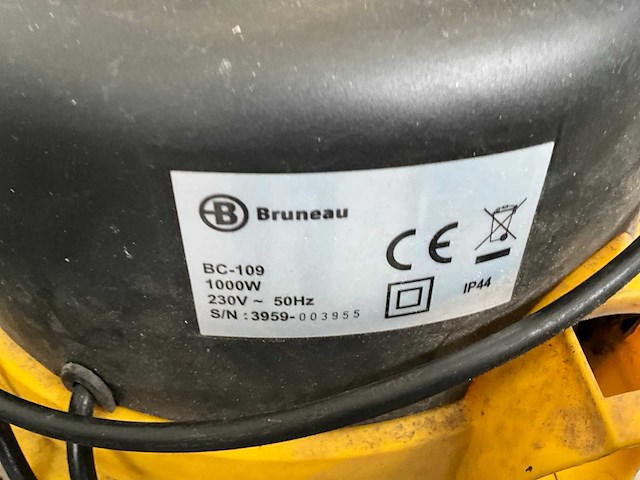 B Bruneau
BC-109
1000W
230V ~ 50Hz
S/N : 3959-003955
CE
IP44